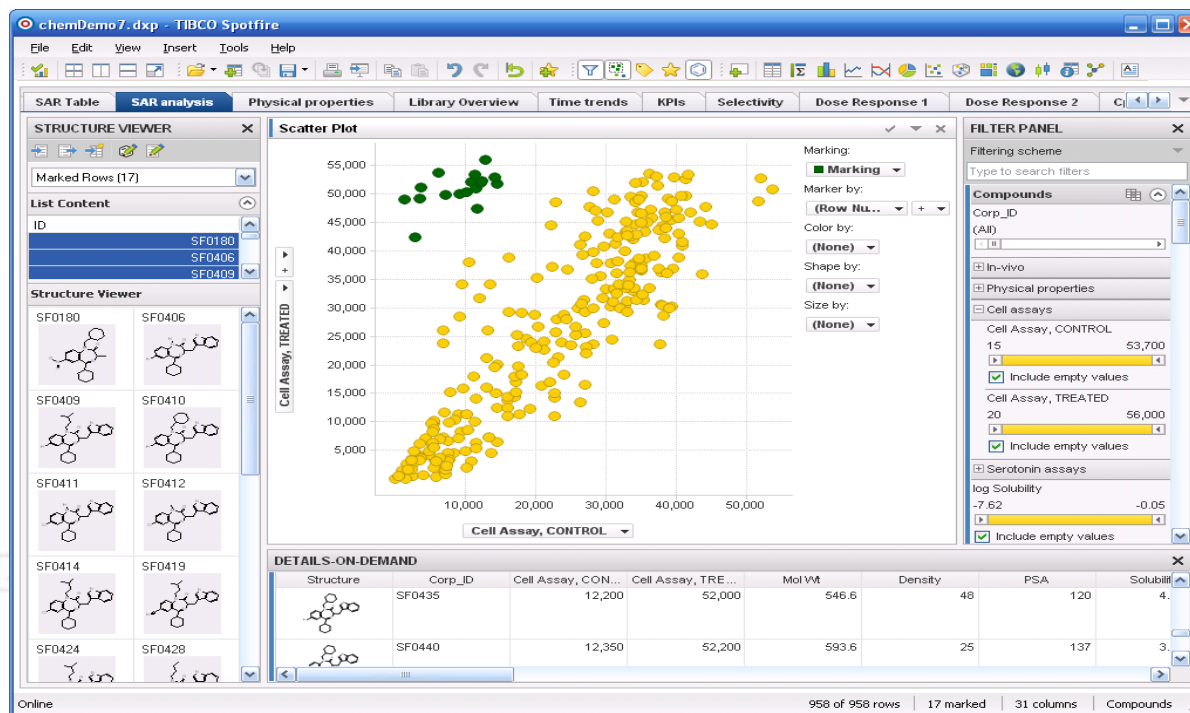 chemDemo7.dxp - TIBCO Spotfire
File Edit View Insert Tools Help
SAR Table SAR analysis Physical properties Library Overview Time trends KPIs Selectivity Dose Response 1 Dose Response 2
STRUCTURE VIEWER
Marked Rows (17)
List Content
ID
SF0180
SF0406
SF0409
Structure Viewer
SF0180 SF0406
SF0409 SF0410
SF0411 SF0412
SF0414 SF0419
SF0424 SF0428
Scatter Plot
55,000
50,000
45,000
40,000
35,000
30,000
25,000
20,000
15,000
10,000
5,000
Cell Assay, TREATED
10,000 20,000 30,000 40,000 50,000
Cell Assay, CONTROL
Marking:
Marking
Marker by:
(Row Nu... +
Color by:
(None)
Shape by:
(None)
Size by:
(None)
FILTER PANEL
Filtering scheme
Type to search filters
Compounds
Corp_ID
(All)
In-vivo
Physical properties
Cell assays
Cell Assay, CONTROL
15 53,700
Include empty values
Cell Assay, TREATED
20 56,000
Include empty values
Serotonin assays
log Solubility
-7.62 -0.05
Include empty values
DETAILS-ON-DEMAND
Structure Corp_ID Cell Assay, CON... Cell Assay, TRE... Mol Wt Density PSA
SF0435 12,200 52,000 546.6 48 120 4.
SF0440 12,350 52,200 593.6 25 137 3.
Online 958 of 958 rows 17 marked 31 columns Compounds